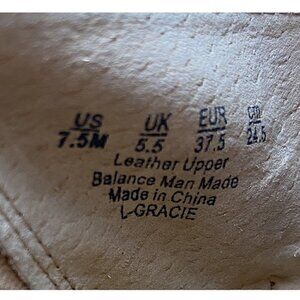 US UK EUR CTN
7.5M 5.5 37.5 24.5
Leather Upper
Balance Man Made
Made in China
L-GRACIE